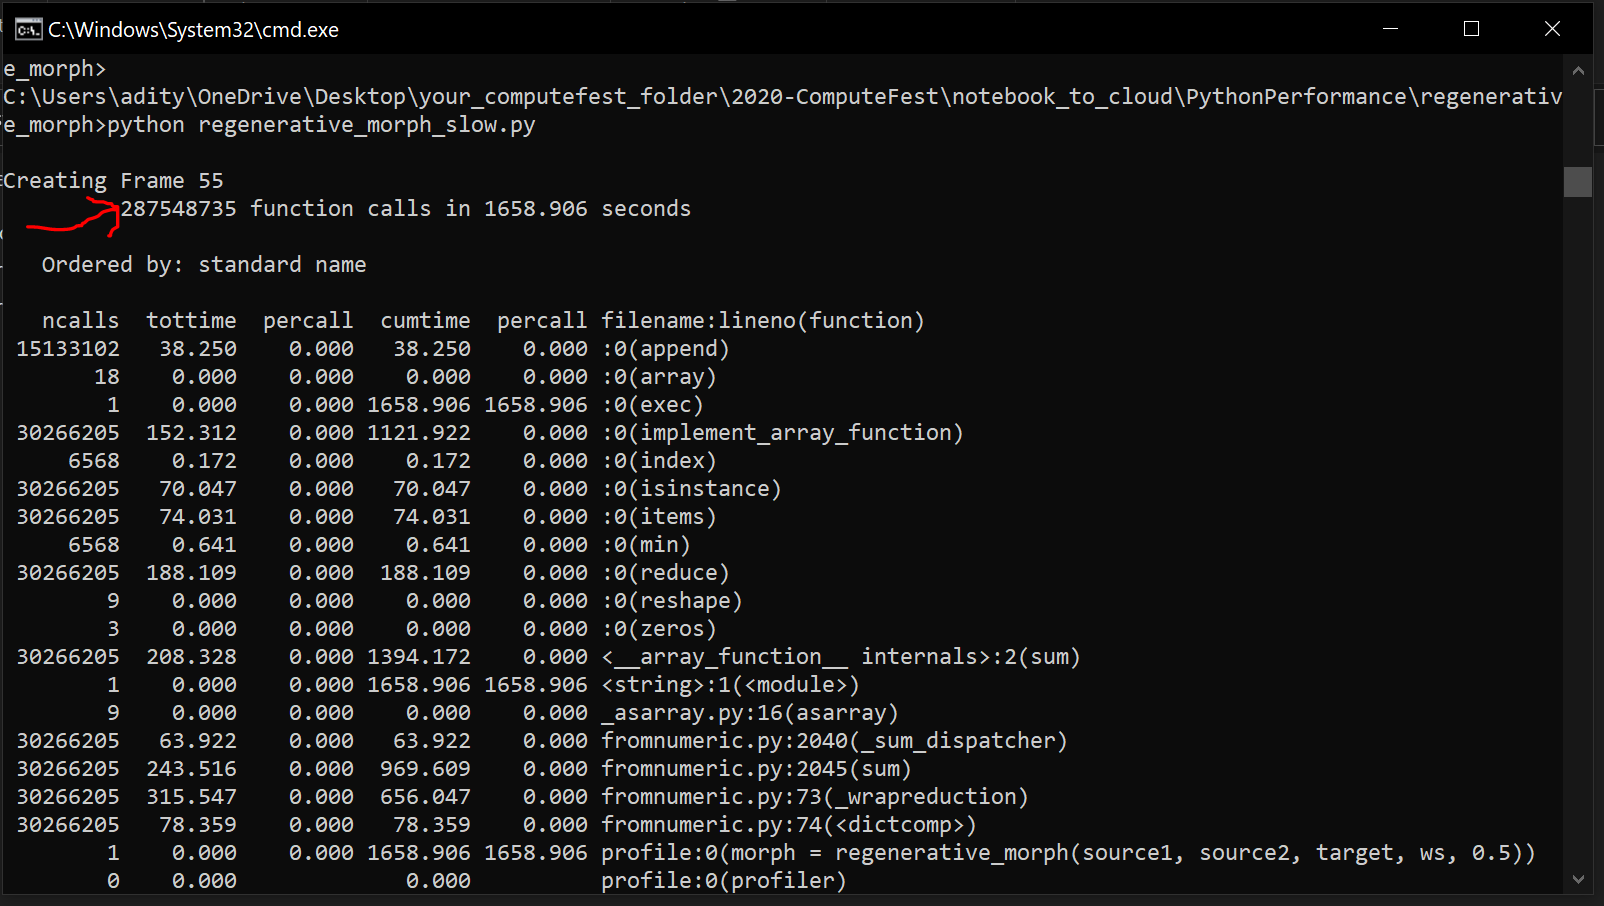 C:\Windows\System32\cmd.exe
e_morph>
C:\Users\adity\OneDrive\Desktop\your_computefest_folder\2020-ComputeFest\notebook_to_cloud\PythonPerformance\regenerativ
e_morph>python regenerative_morph_slow.py
Creating Frame 55
287548735 function calls in 1658.906 seconds
Ordered by: standard name
ncalls tottime percall cumtime percall filename:lineno(function)
15133102 38.250 0.000 38.250 0.000 :0(append)
18 0.000 0.000 0.000 0.000 :0(array)
1 0.000 0.000 1658.906 1658.906 :0(exec)
30266205 152.312 0.000 1121.922 0.000 :0(implement_array_function)
6568 0.172 0.000 0.172 0.000 :0(index)
30266205 70.047 0.000 70.047 0.000 :0(isinstance)
30266205 74.031 0.000 74.031 0.000 :0(items)
6568 0.641 0.000 0.641 0.000 :0(min)
30266205 188.109 0.000 188.109 0.000 :0(reduce)
9 0.000 0.000 0.000 0.000 :0(reshape)
3 0.000 0.000 0.000 0.000 :0(zeros)
30266205 208.328 0.000 1394.172 0.000 <__array_function__ internals>:2(sum)
1 0.000 0.000 1658.906 1658.906 <string>:1(<module>)
9 0.000 0.000 0.000 0.000 _asarray.py:16(asarray)
30266205 63.922 0.000 63.922 0.000 fromnumeric.py:2040(_sum_dispatcher)
30266205 243.516 0.000 969.609 0.000 fromnumeric.py:2045(sum)
30266205 315.547 0.000 656.047 0.000 fromnumeric.py:73(_wrapreduction)
30266205 78.359 0.000 78.359 0.000 fromnumeric.py:74(<dictcomp>)
1 0.000 0.000 1658.906 1658.906 profile:0(morph = regenerative_morph(source1, source2, target, ws, 0.5))
0 0.000 0.000 profile:0(profiler)